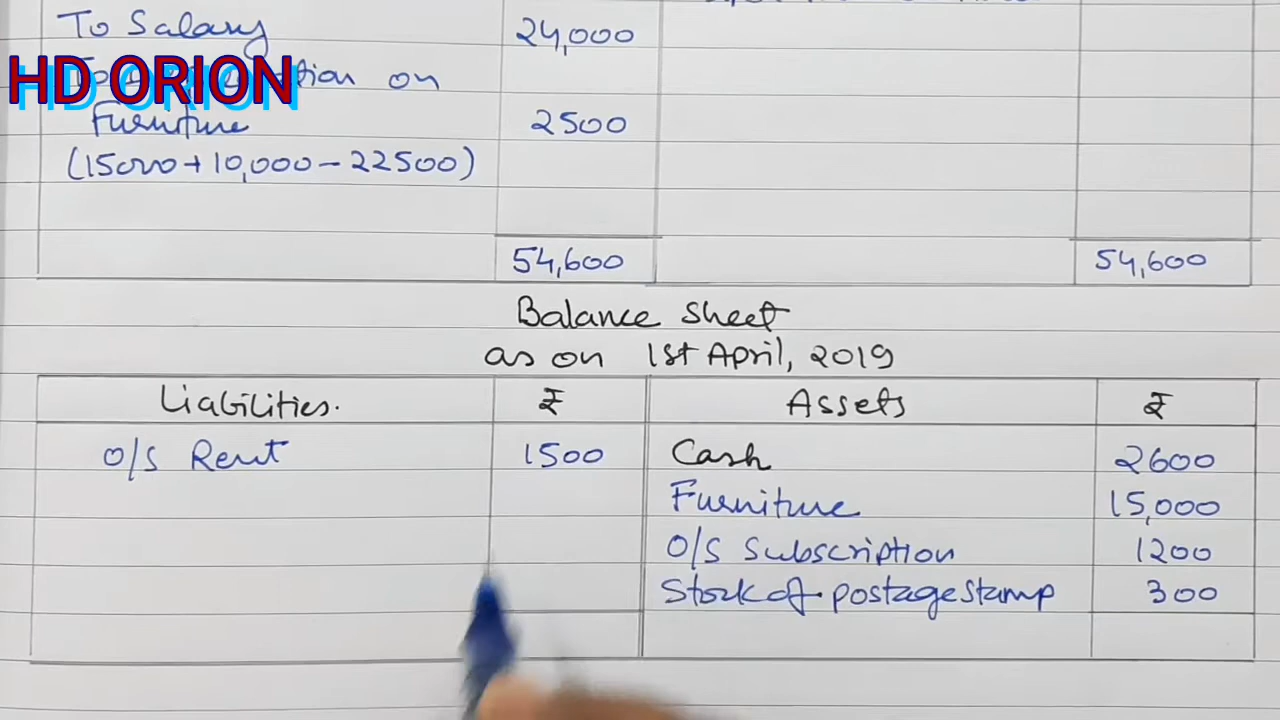 To Salary 24,000
HD ORION
on
Furniture 2500
(15000+10,000-22500)
54,600 54,600
Balance Sheet
as on 1st April, 2019
Liabilities. ₹ Assets ₹
O/S Rent 1500 Cash 2600
Furniture 15,000
O/S Subscription 1200
Stock of postage stamp 300